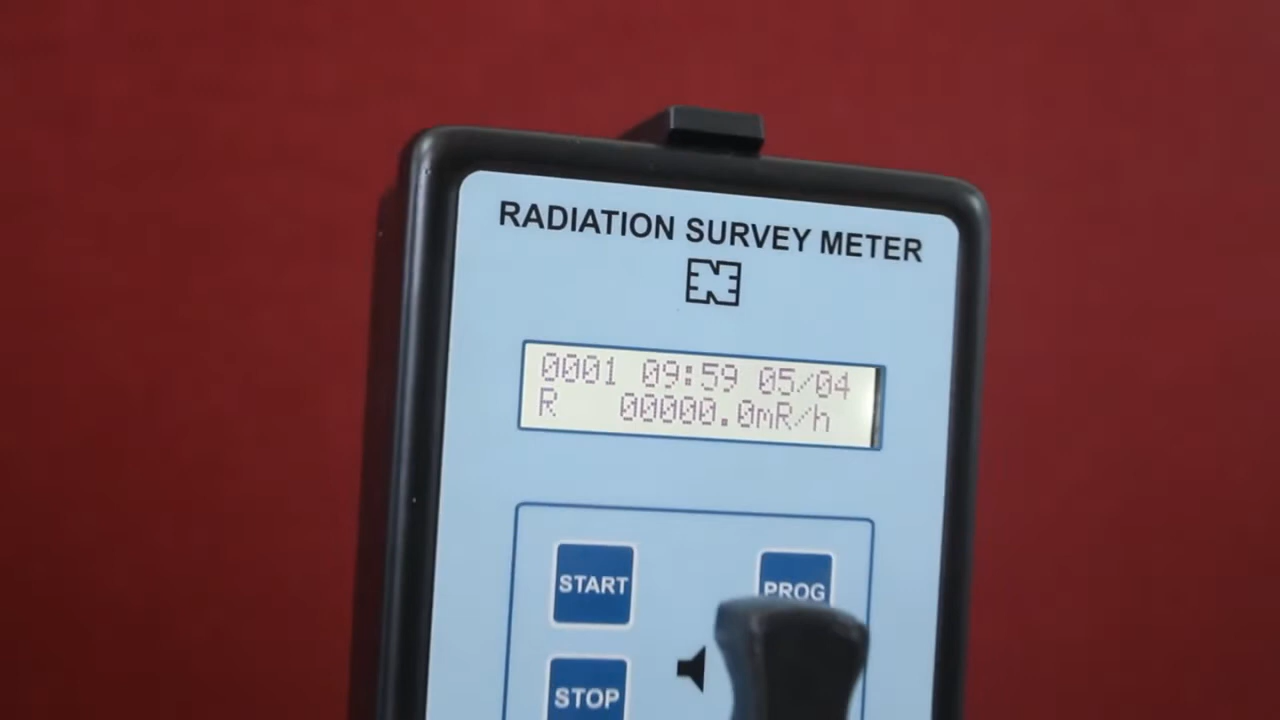 RADIATION SURVEY METER
0001 09:59 05/04
R 00000.0mR/h
START
PROG
STOP